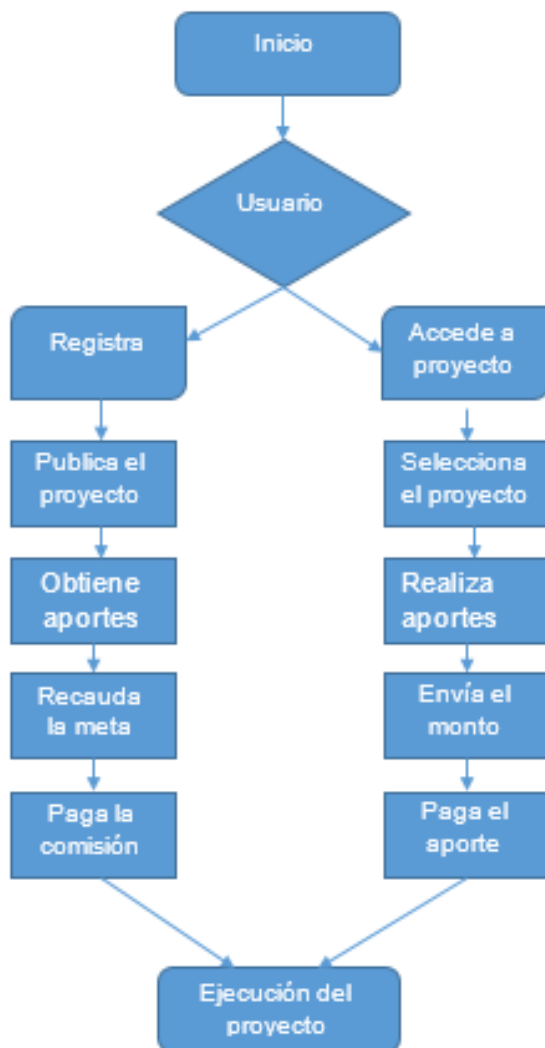 Inicio
Usuario
Registra
Accede a
proyecto
Publica el
proyecto
Selecciona
el proyecto
Obtiene
aportes
Realiza
aportes
Recauda
la meta
Envía el
monto
Paga la
comisión
Paga el
aporte
Ejecución del
proyecto